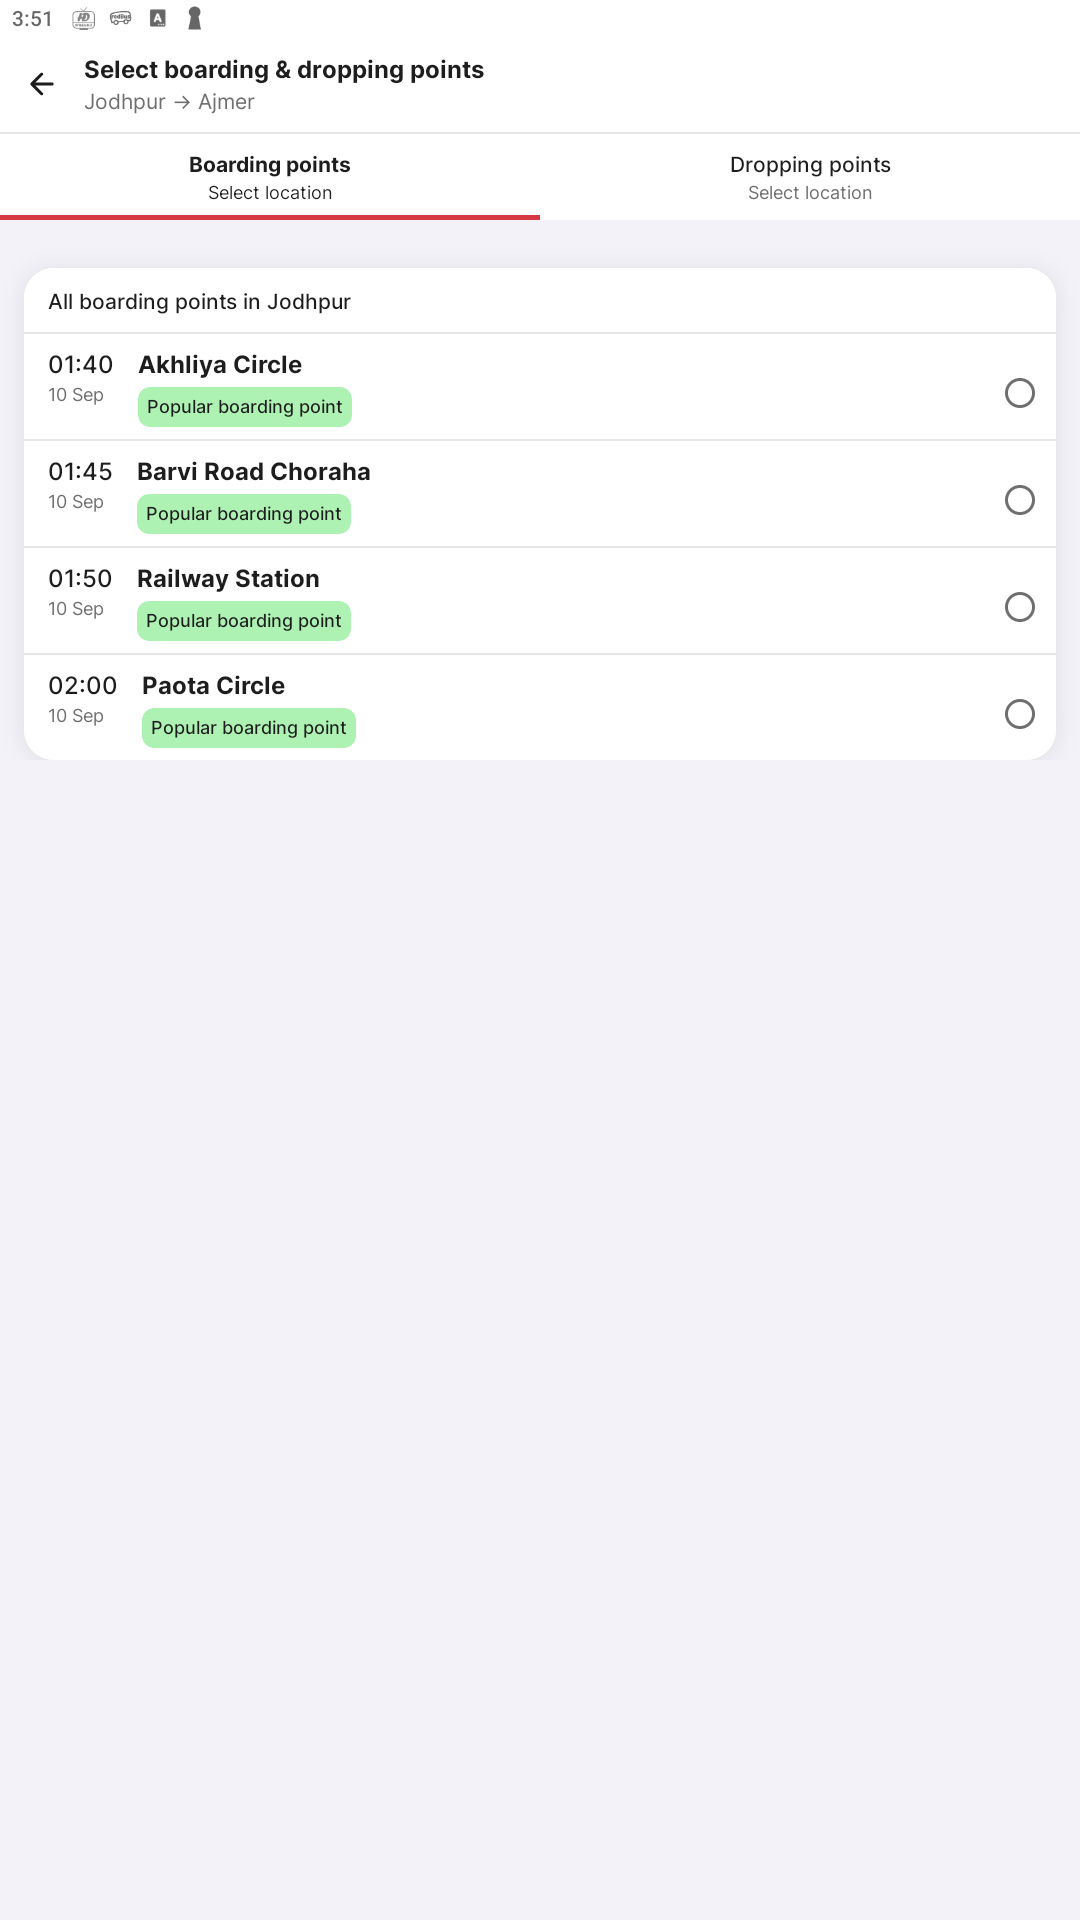 3:51
Select boarding & dropping points
Jodhpur → Ajmer
Boarding points
Select location
Dropping points
Select location
All boarding points in Jodhpur
01:40 Akhliya Circle
10 Sep
Popular boarding point
01:45 Barvi Road Choraha
10 Sep
Popular boarding point
01:50 Railway Station
10 Sep
Popular boarding point
02:00 Paota Circle
10 Sep
Popular boarding point